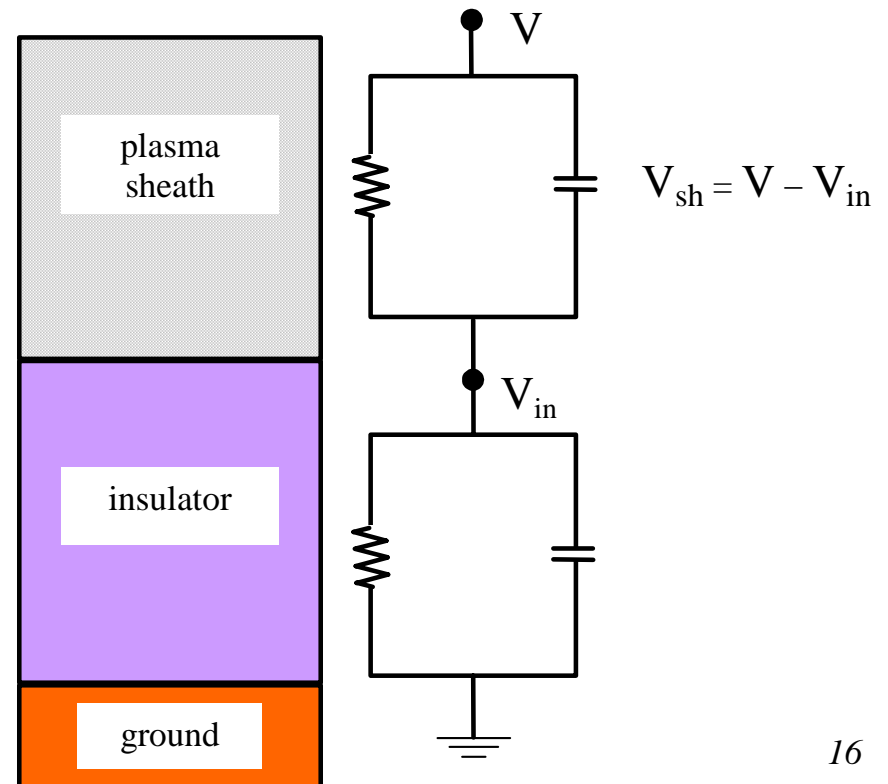 V
plasma
sheath
V_sh = V − V_in
V_in
insulator
ground
16